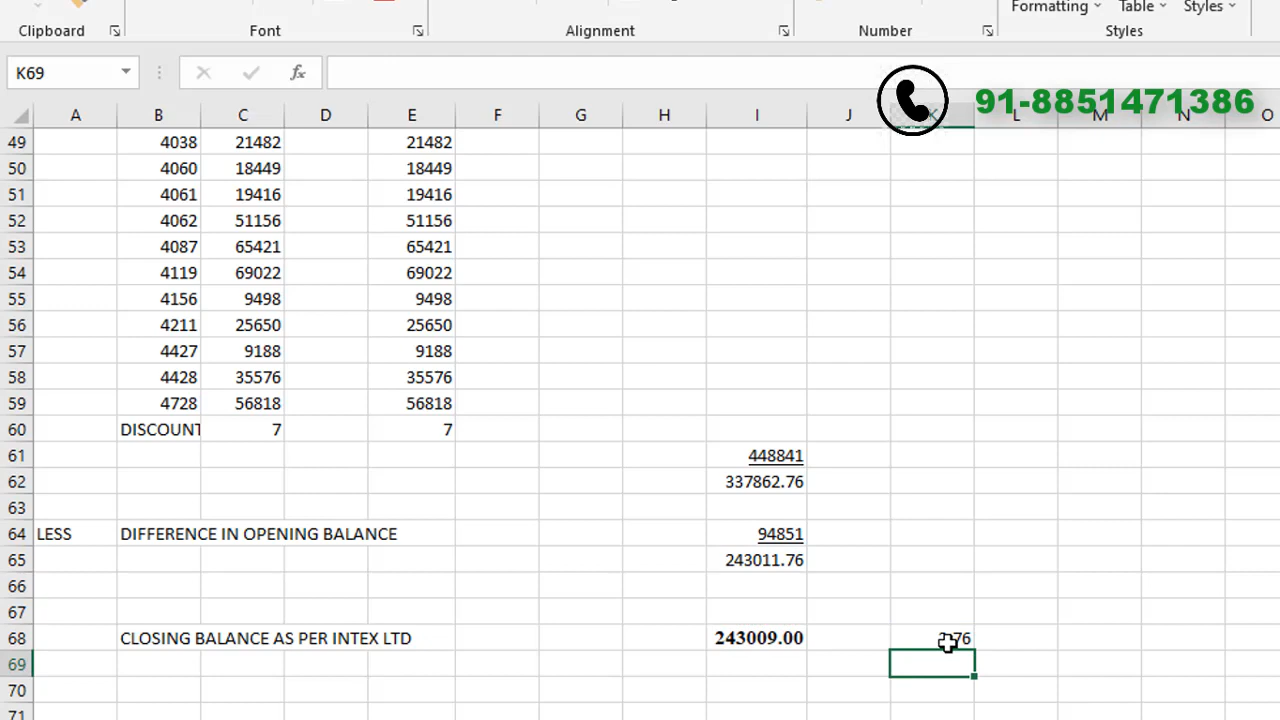 Formatting Table Styles
Clipboard Font Alignment Number Styles
K69 fx
91-8851471386
A B C D E F G H I J K L M N O
49 4038 21482 21482
50 4060 18449 18449
51 4061 19416 19416
52 4062 51156 51156
53 4087 65421 65421
54 4119 69022 69022
55 4156 9498 9498
56 4211 25650 25650
57 4427 9188 9188
58 4428 35576 35576
59 4728 56818 56818
60 DISCOUNT 7 7
61 448841
62 337862.76
63
64 LESS DIFFERENCE IN OPENING BALANCE 94851
65 243011.76
66
67
68 CLOSING BALANCE AS PER INTEX LTD 243009.00
69
70
71